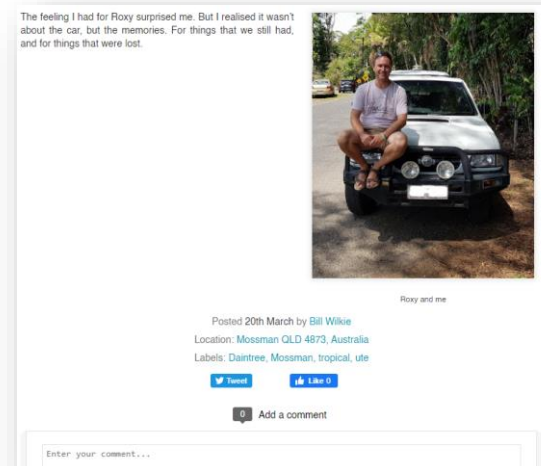 The feeling I had for Roxy surprised me. But I realised it wasn't
about the car, but the memories. For things that we still had,
and for things that were lost.
Roxy and me
Posted 20th March by Bill Wilkie
Location: Mossman QLD 4873, Australia
Labels: Daintree, Mossman, tropical, ute
Tweet Like 0
0 Add a comment
Enter your comment...